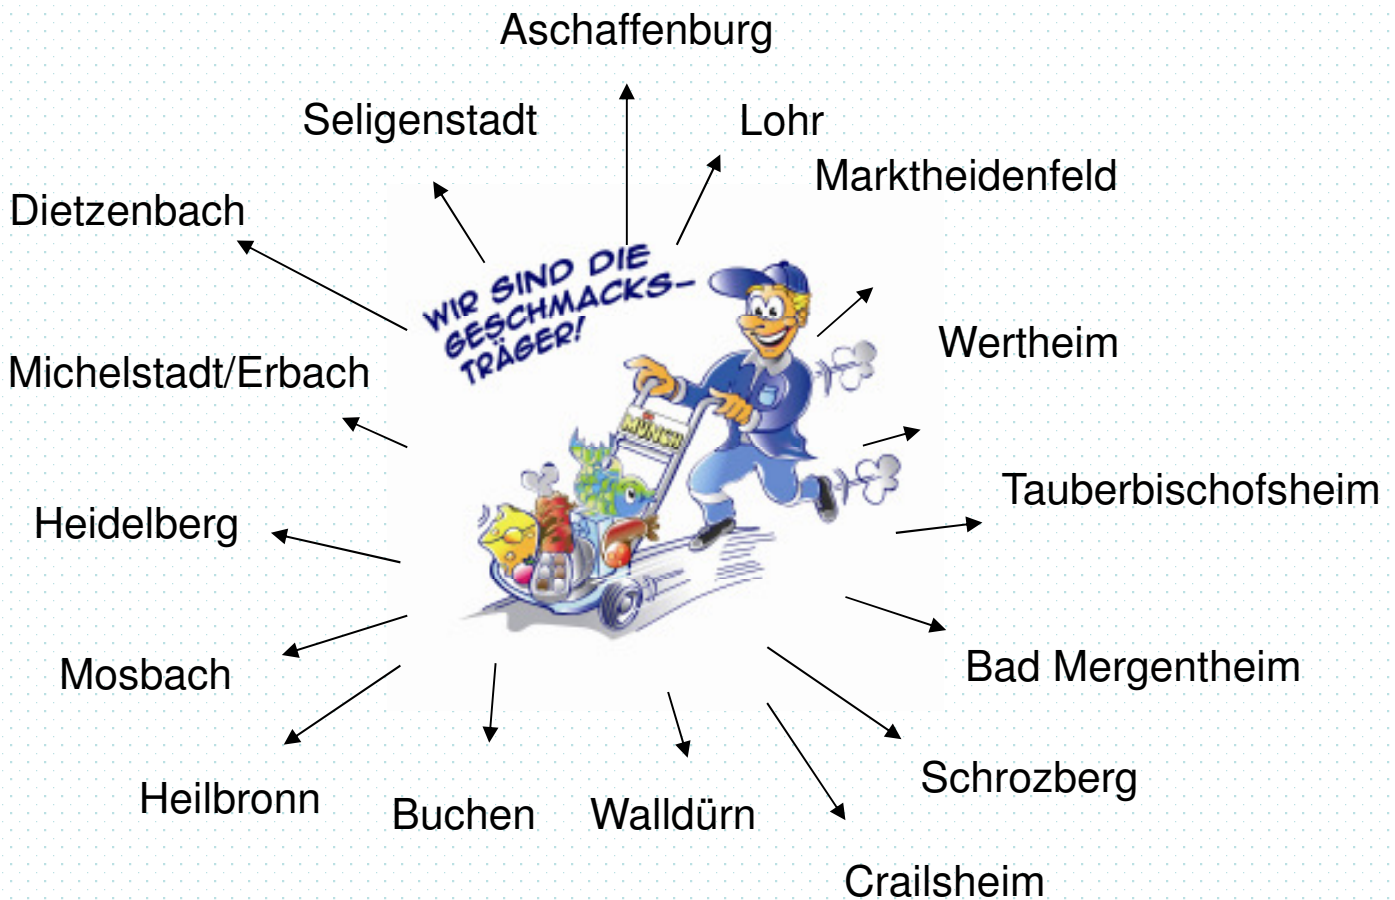 Aschaffenburg
Seligenstadt
Lohr
Marktheidenfeld
Dietzenbach
WIR SIND DIE
GESCHMACKS-
TRÄGER!
Wertheim
Michelstadt/Erbach
MÜNCH
Tauberbischofsheim
Heidelberg
Bad Mergentheim
Mosbach
Schrozberg
Heilbronn
Buchen
Walldürn
Crailsheim